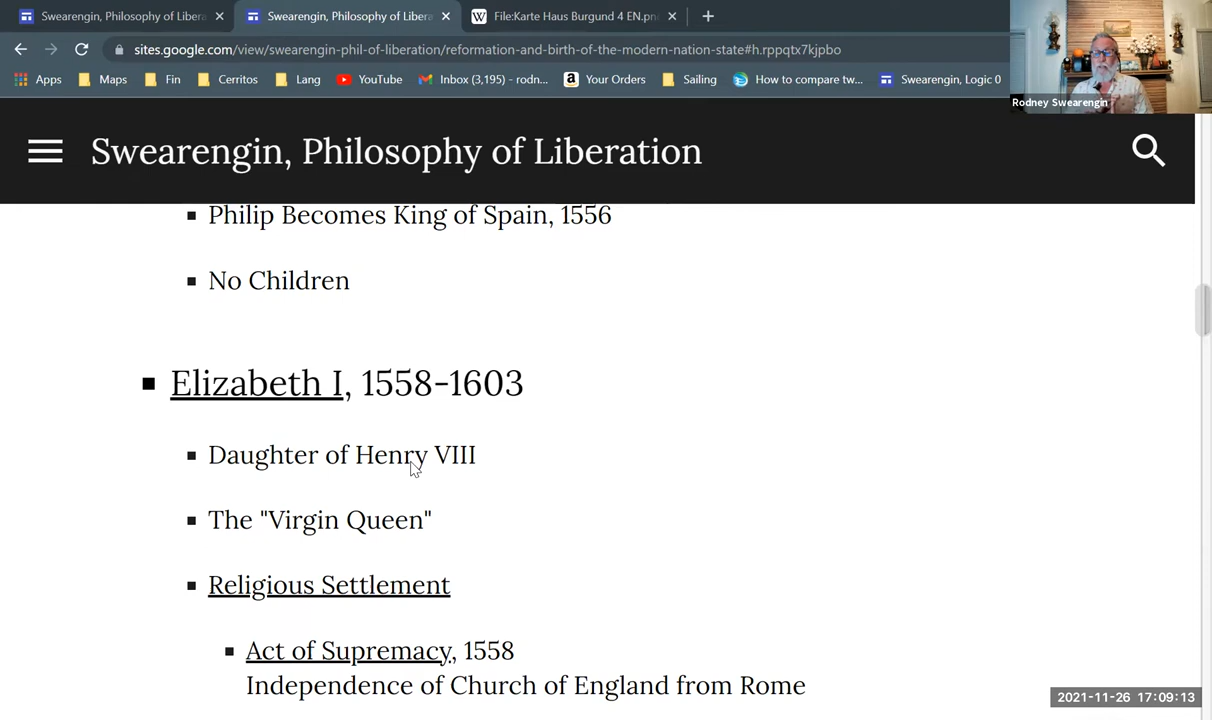 Swearengin, Philosophy of Libera
Swearengin, Philosophy of Libera
File:Karte Haus Burgund 4 EN.pn
sites.google.com/view/swearengin-phil-of-liberation/reformation-and-birth-of-the-modern-nation-state#h.rppqtx7kjpbo
Apps Maps Fin Cerritos Lang YouTube Inbox (3,195) - rodn... Your Orders Sailing How to compare tw... Swearengin, Logic 0
Rodney Swearengin
Swearengin, Philosophy of Liberation
Philip Becomes King of Spain, 1556
No Children
Elizabeth I, 1558-1603
Daughter of Henry VIII
The "Virgin Queen"
Religious Settlement
Act of Supremacy, 1558
Independence of Church of England from Rome
2021-11-26 17:09:13